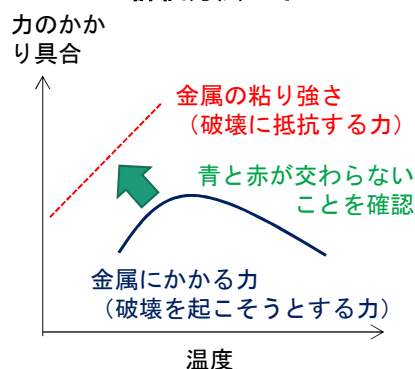 力のかか
り具合
金属の粘り強さ
（破壊に抵抗する力）
青と赤が交わらない
ことを確認
金属にかかる力
（破壊を起こそうとする力）
温度